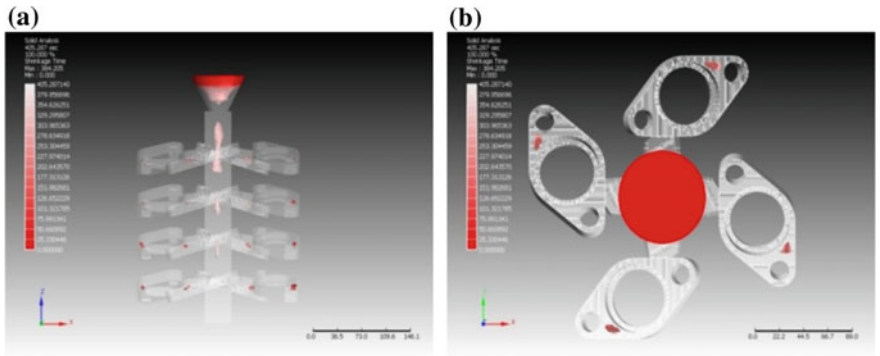 (a)
Solid Analysis
405.287 sec
100.000 %
Shrinkage Time
Max : 384.205
Min : 0.000
405.287140
379.956696
354.626251
329.295807
303.965363
278.634918
253.304459
227.974014
202.643570
177.313126
151.982681
126.652229
101.321785
75.991341
50.660892
25.330446
0.000000
Z
X
0.0 36.5 73.0 109.6 146.1
(b)
Solid Analysis
405.287 sec
100.000 %
Shrinkage Time
Max : 384.205
Min : 0.000
405.287140
379.956696
354.626251
329.295807
303.965363
278.634918
253.304459
227.974014
202.643570
177.313126
151.982681
126.652229
101.321785
75.991341
50.660892
25.330446
0.000000
Y
Z
X
0.0 22.2 44.5 66.7 89.0